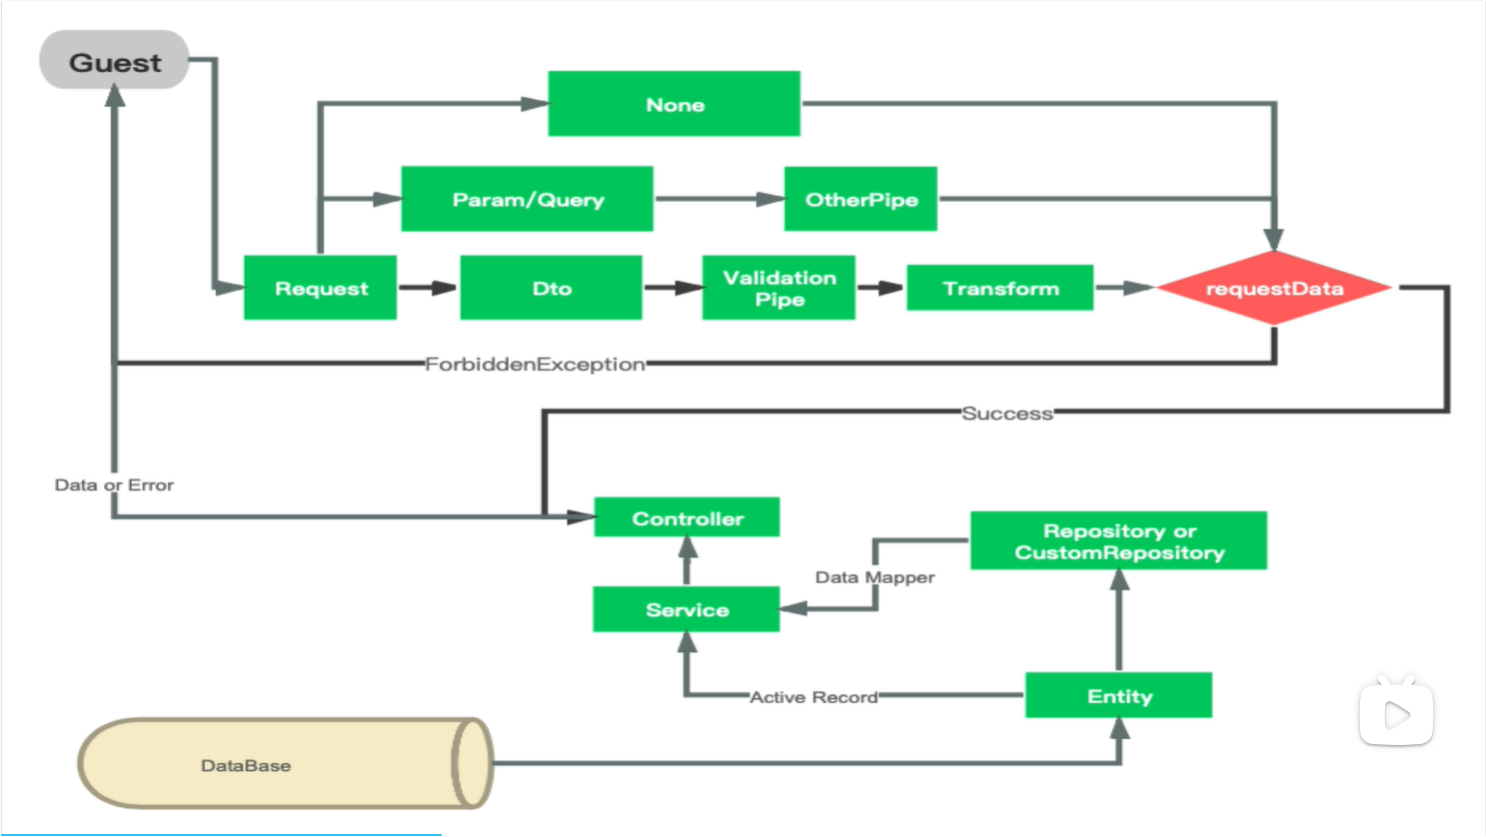 Guest
None
Param/Query
OtherPipe
Request
Dto
Validation
Pipe
Transform
requestData
ForbiddenException
Success
Data or Error
Controller
Repository or
CustomRepository
Data Mapper
Service
Active Record
Entity
DataBase